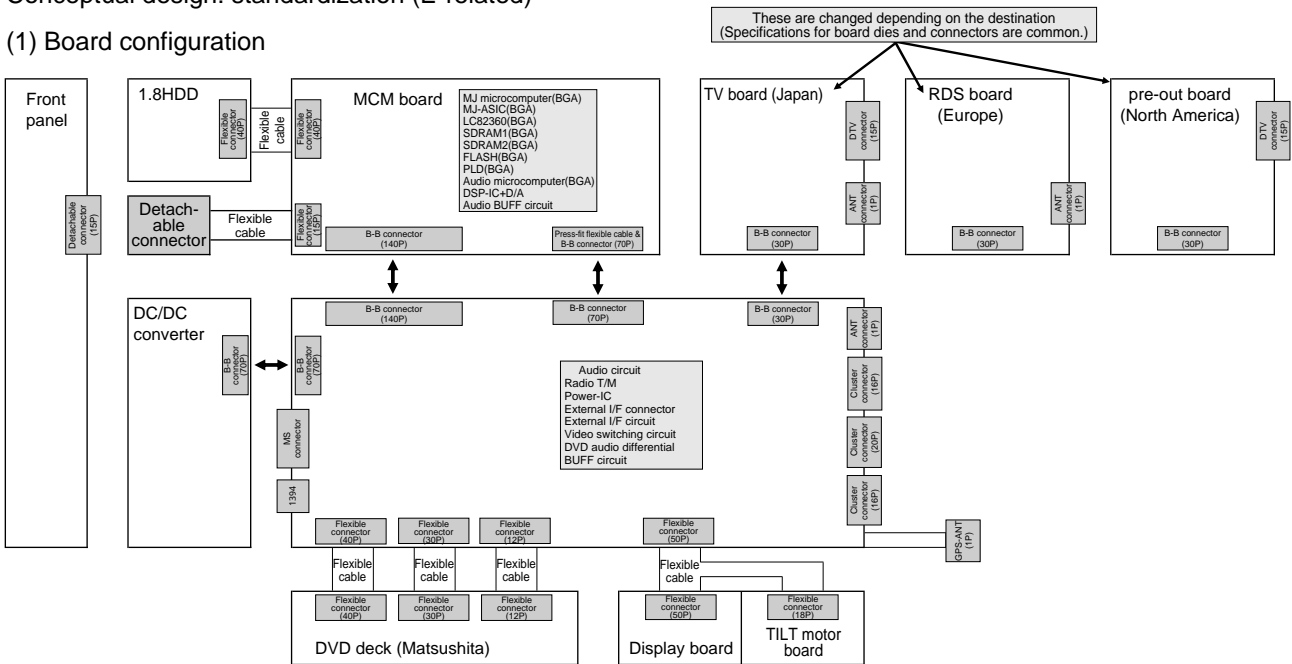 Conceptual design: standardization (E-related)
(1) Board configuration
These are changed depending on the destination
(Specifications for board dies and connectors are common.)
Front
panel
Detachable
connector
(15P)
1.8HDD
Flexible
connector
(40P)
Flexible
cable
Flexible
connector
(40P)
Detach-
able
connector
Flexible
cable
Flexible
connector
(15P)
MCM board
MJ microcomputer(BGA)
MJ-ASIC(BGA)
LC82360(BGA)
SDRAM1(BGA)
SDRAM2(BGA)
FLASH(BGA)
PLD(BGA)
Audio microcomputer(BGA)
DSP-IC+D/A
Audio BUFF circuit
B-B connector
(140P)
Press-fit flexible cable &
B-B connector (70P)
TV board (Japan)
DTV
connector
(15P)
ANT
connector
(1P)
B-B connector
(30P)
RDS board
(Europe)
ANT
connector
(1P)
B-B connector
(30P)
pre-out board
(North America)
DTV
connector
(15P)
B-B connector
(30P)
DC/DC
converter
B-B
connector
(70P)
B-B
connector
(70P)
MS
connector
1394
B-B connector
(140P)
B-B connector
(70P)
B-B connector
(30P)
Audio circuit
Radio T/M
Power-IC
External I/F connector
External I/F circuit
Video switching circuit
DVD audio differential
BUFF circuit
ANT
connector
(1P)
Cluster
connector
(16P)
Cluster
connector
(20P)
Cluster
connector
(16P)
GPS-ANT
(1P)
Flexible
connector
(40P)
Flexible
connector
(30P)
Flexible
connector
(12P)
Flexible
connector
(50P)
Flexible
cable
Flexible
cable
Flexible
cable
Flexible
cable
Flexible
connector
(40P)
Flexible
connector
(30P)
Flexible
connector
(12P)
Flexible
connector
(50P)
Flexible
connector
(18P)
DVD deck (Matsushita)
Display board
TILT motor
board